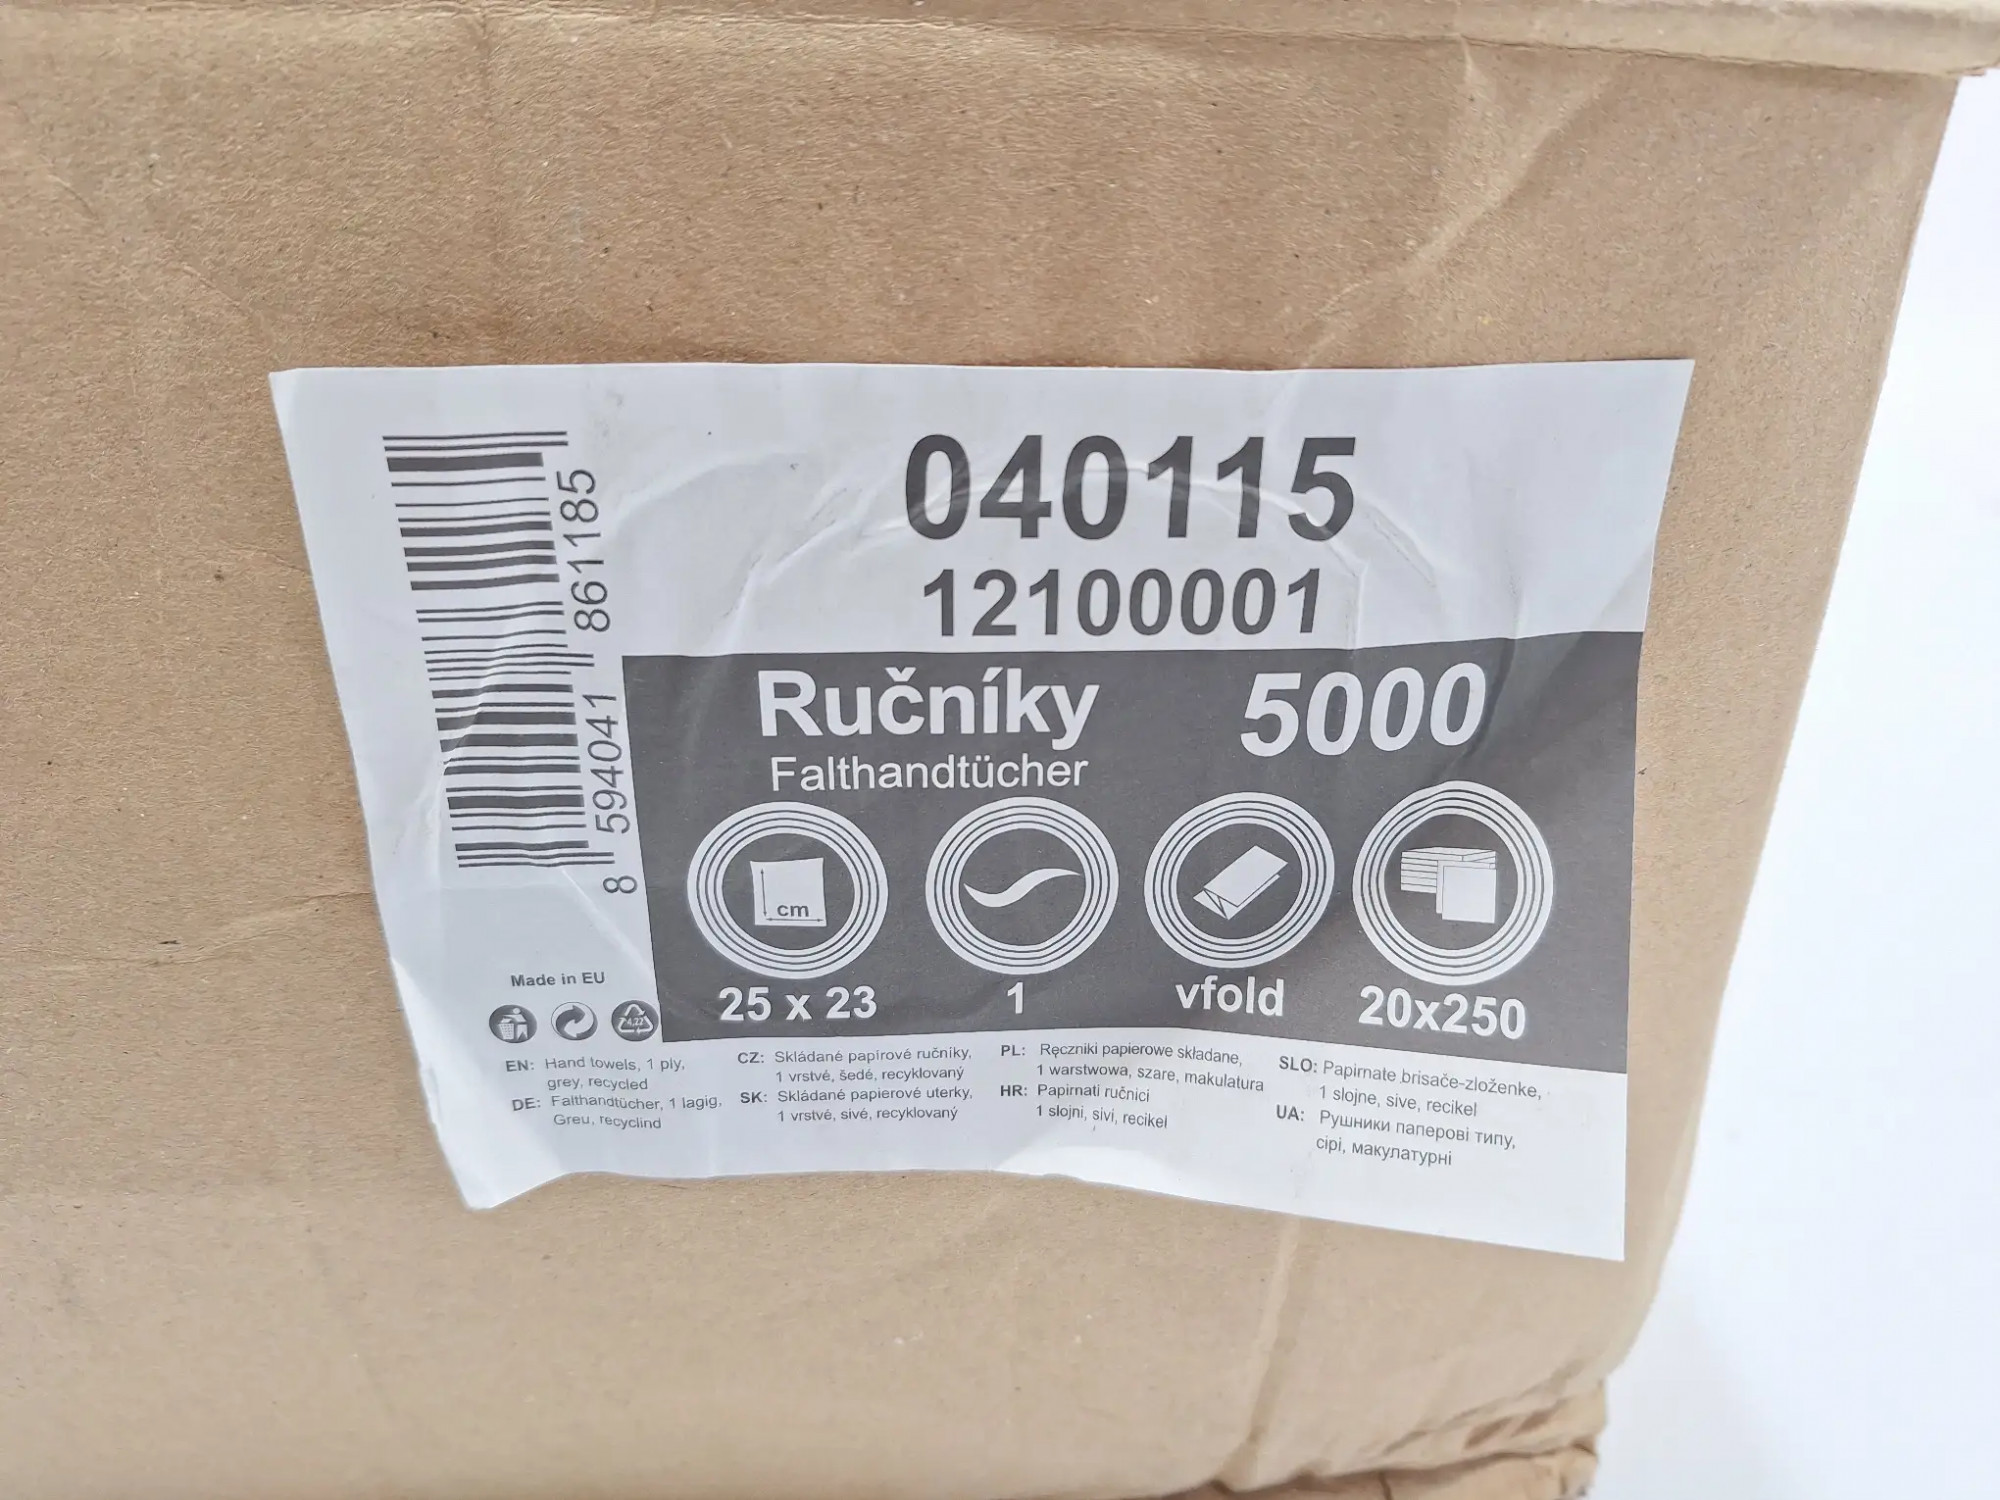 040115
12100001
8 594041 861185
Ručníky 5000
Falthandtücher
cm
25 x 23
1
vfold
20x250
Made in EU
EN: Hand towels, 1 ply,
grey, recycled
DE: Falthandtücher, 1 lagig,
Greu, recyclind
CZ: Skládané papírové ručníky,
1 vrstvé, šedé, recyklovaný
SK: Skládané papierové uterky,
1 vrstvé, sivé, recyklovaný
PL: Ręczniki papierowe składane,
1 warstwowa, szare, makulatura
HR: Papirnati ručnici
1 slojni, sivi, recikel
SLO: Papirnate brisače-zloženke,
1 slojne, sive, recikel
UA: Рушники паперові типу,
сірі, макулатурні